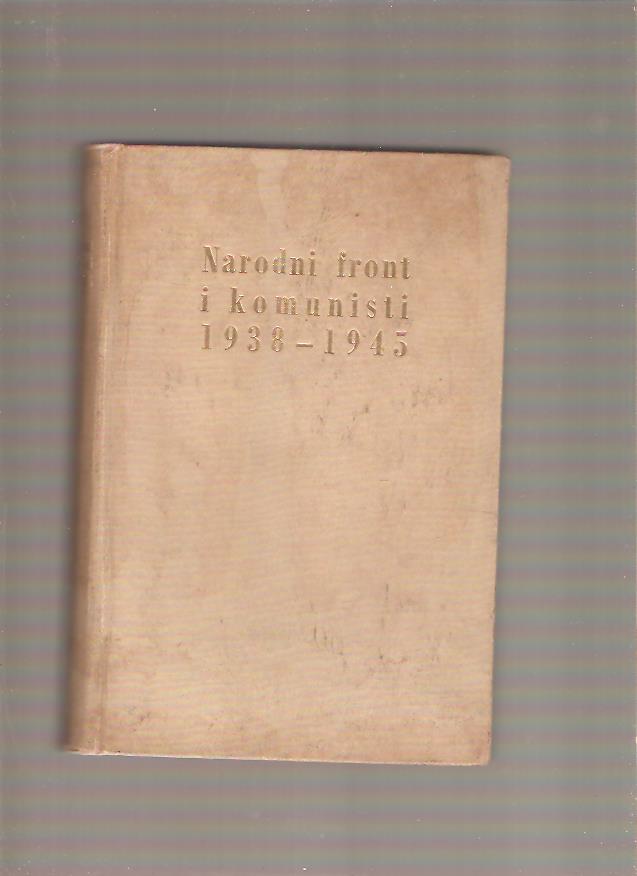 Narodni front
i komunisti
1938 – 1945